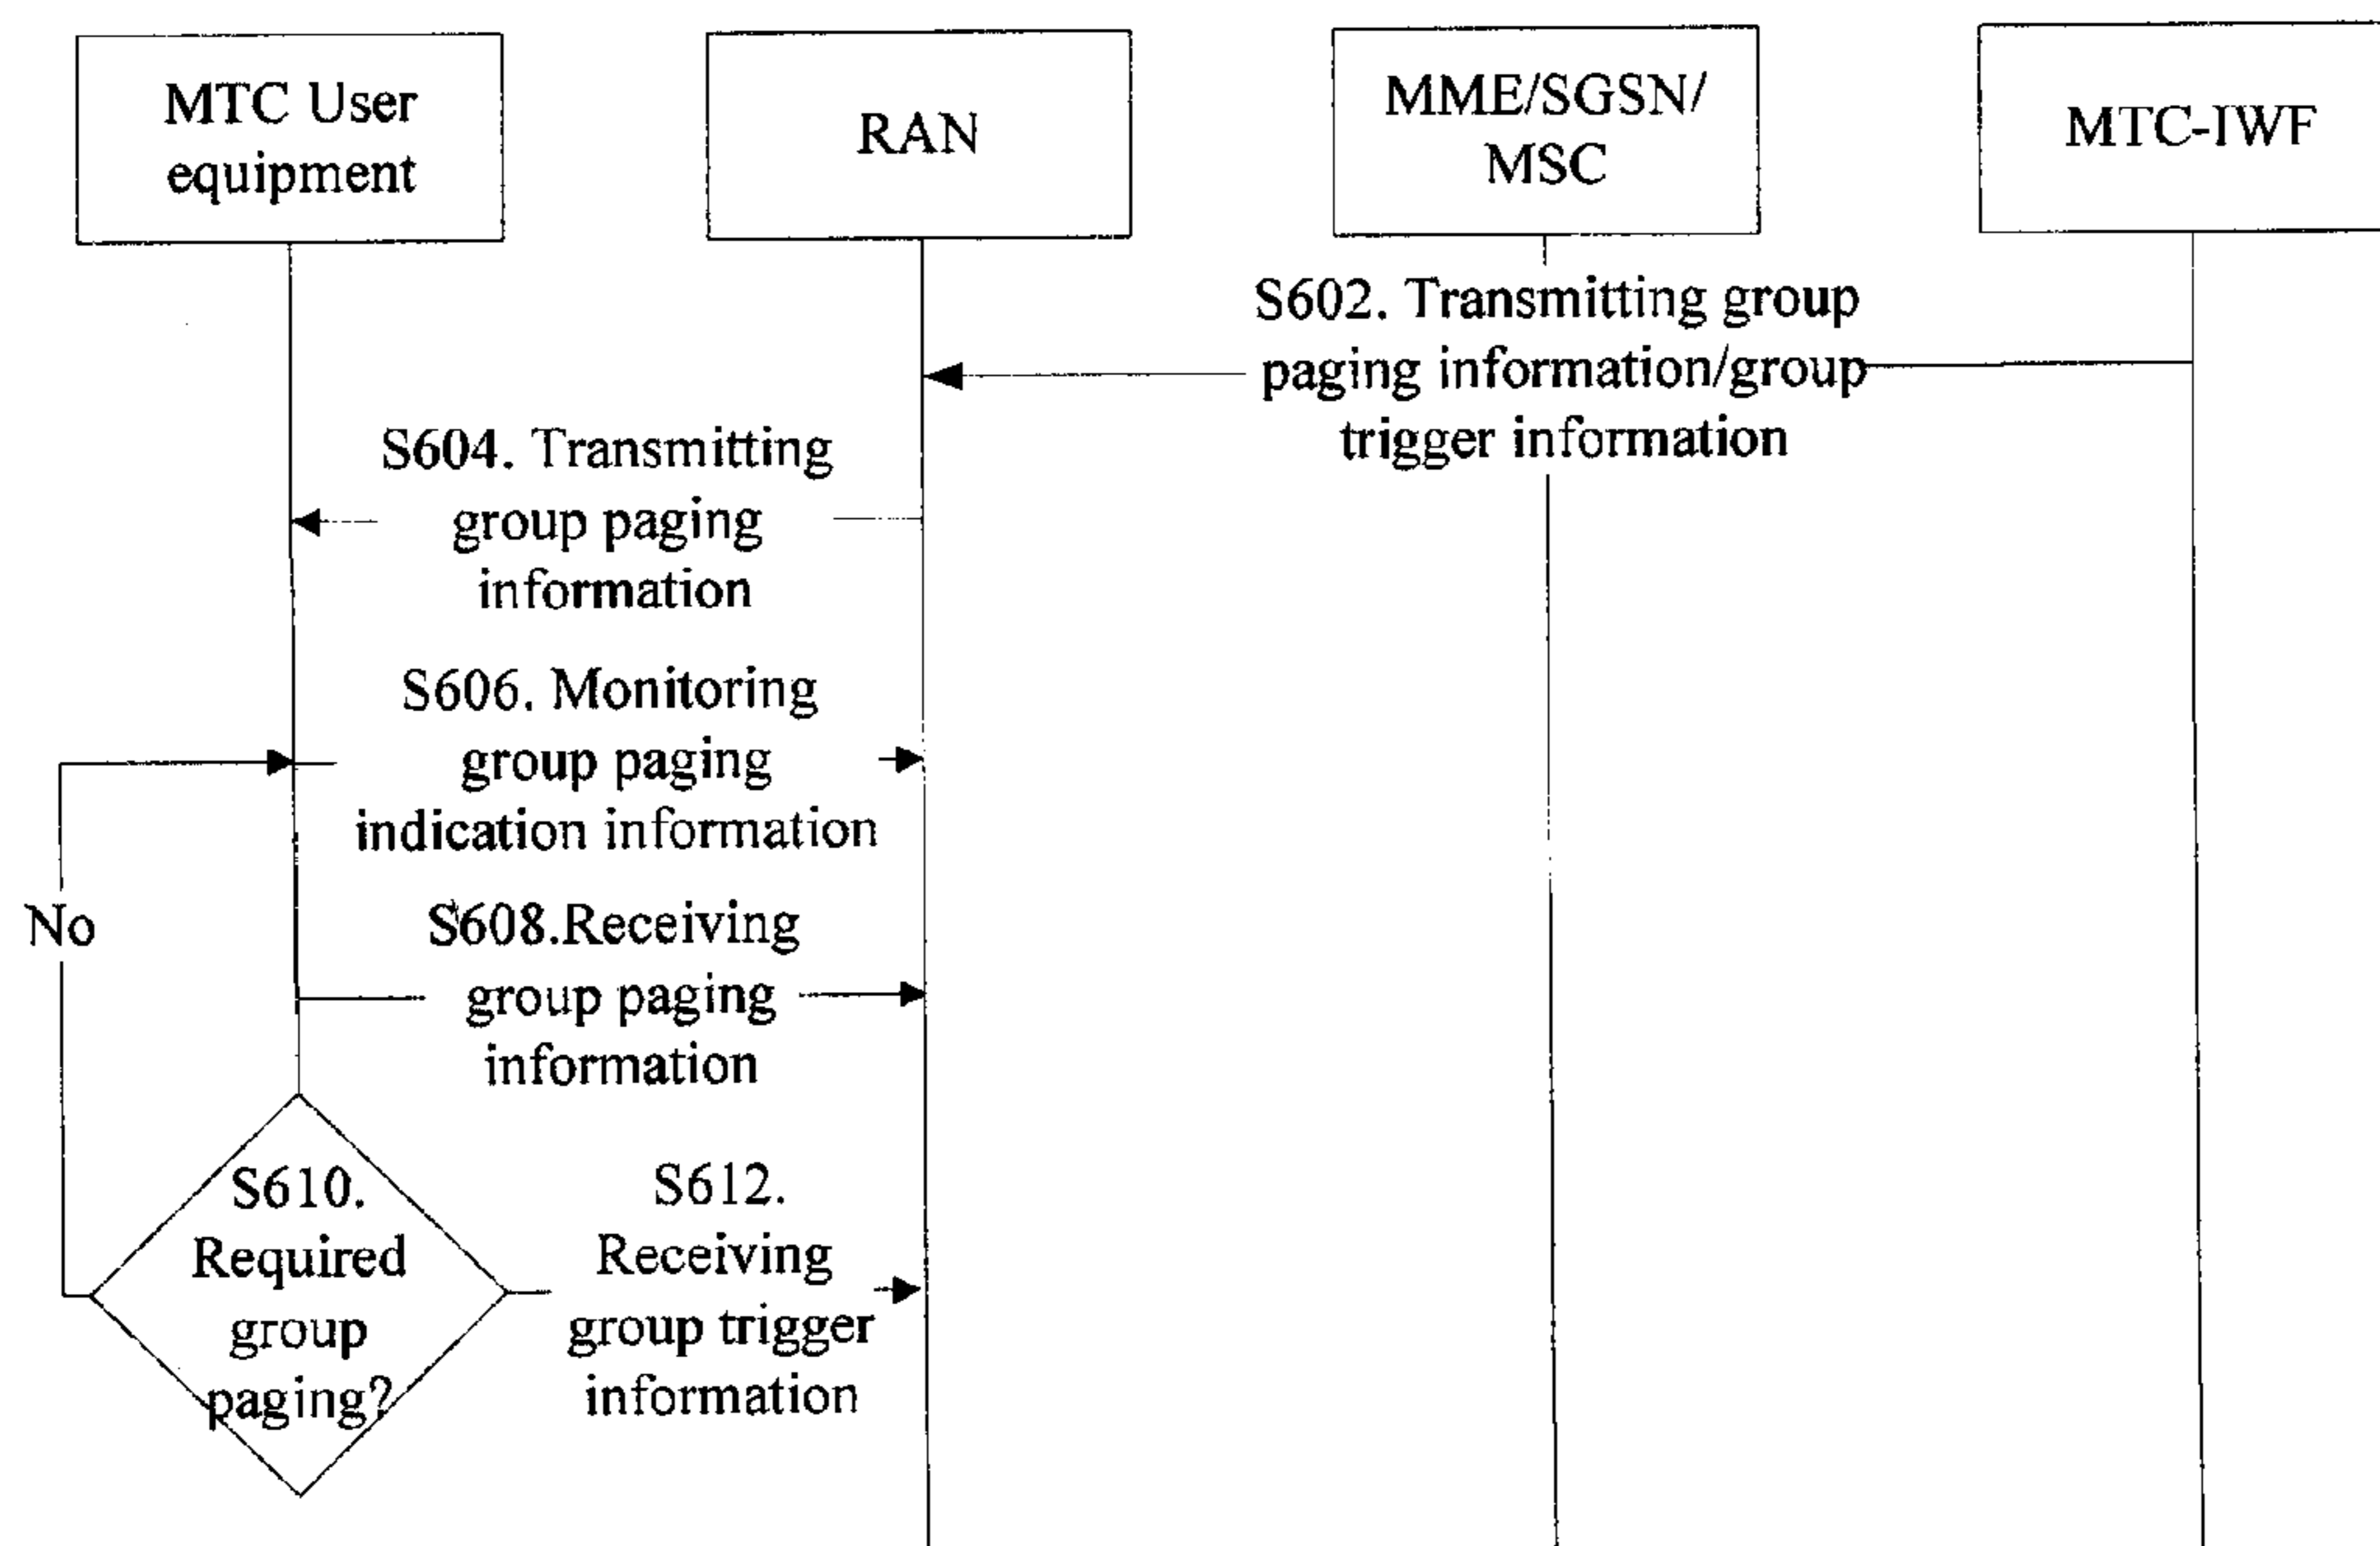 MTC User
equipment
RAN
MME/SGSN/
MSC
MTC-IWF
S602. Transmitting group
paging information/group
trigger information
S604. Transmitting
group paging
information
S606. Monitoring
group paging
indication information
No
S608.Receiving
group paging
information
S610.
Required
group
paging?
S612.
Receiving
group trigger
information